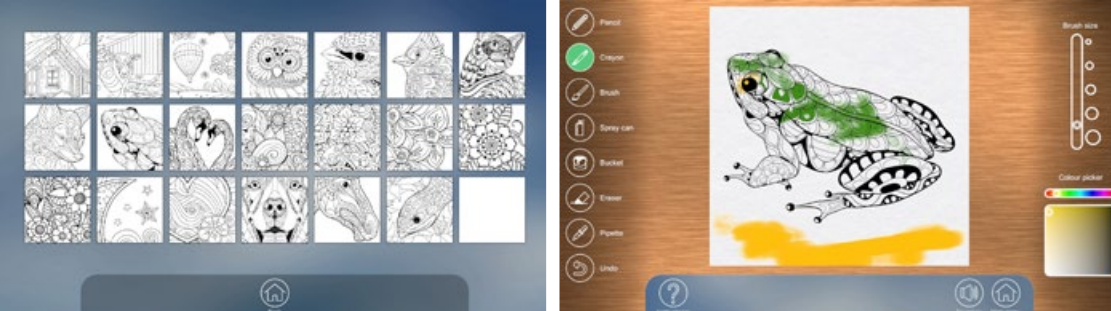 Pencil
Crayon
Brush
Spray can
Bucket
Eraser
Pipette
Undo
Brush size
Colour picker